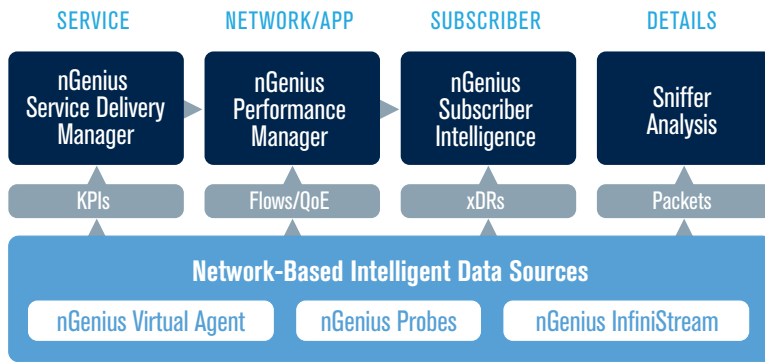 SERVICE NETWORK/APP SUBSCRIBER DETAILS
nGenius
Service Delivery
Manager
nGenius
Performance
Manager
nGenius
Subscriber
Intelligence
Sniffer
Analysis
KPIs Flows/QoE xDRs Packets
Network-Based Intelligent Data Sources
nGenius Virtual Agent nGenius Probes nGenius InfiniStream